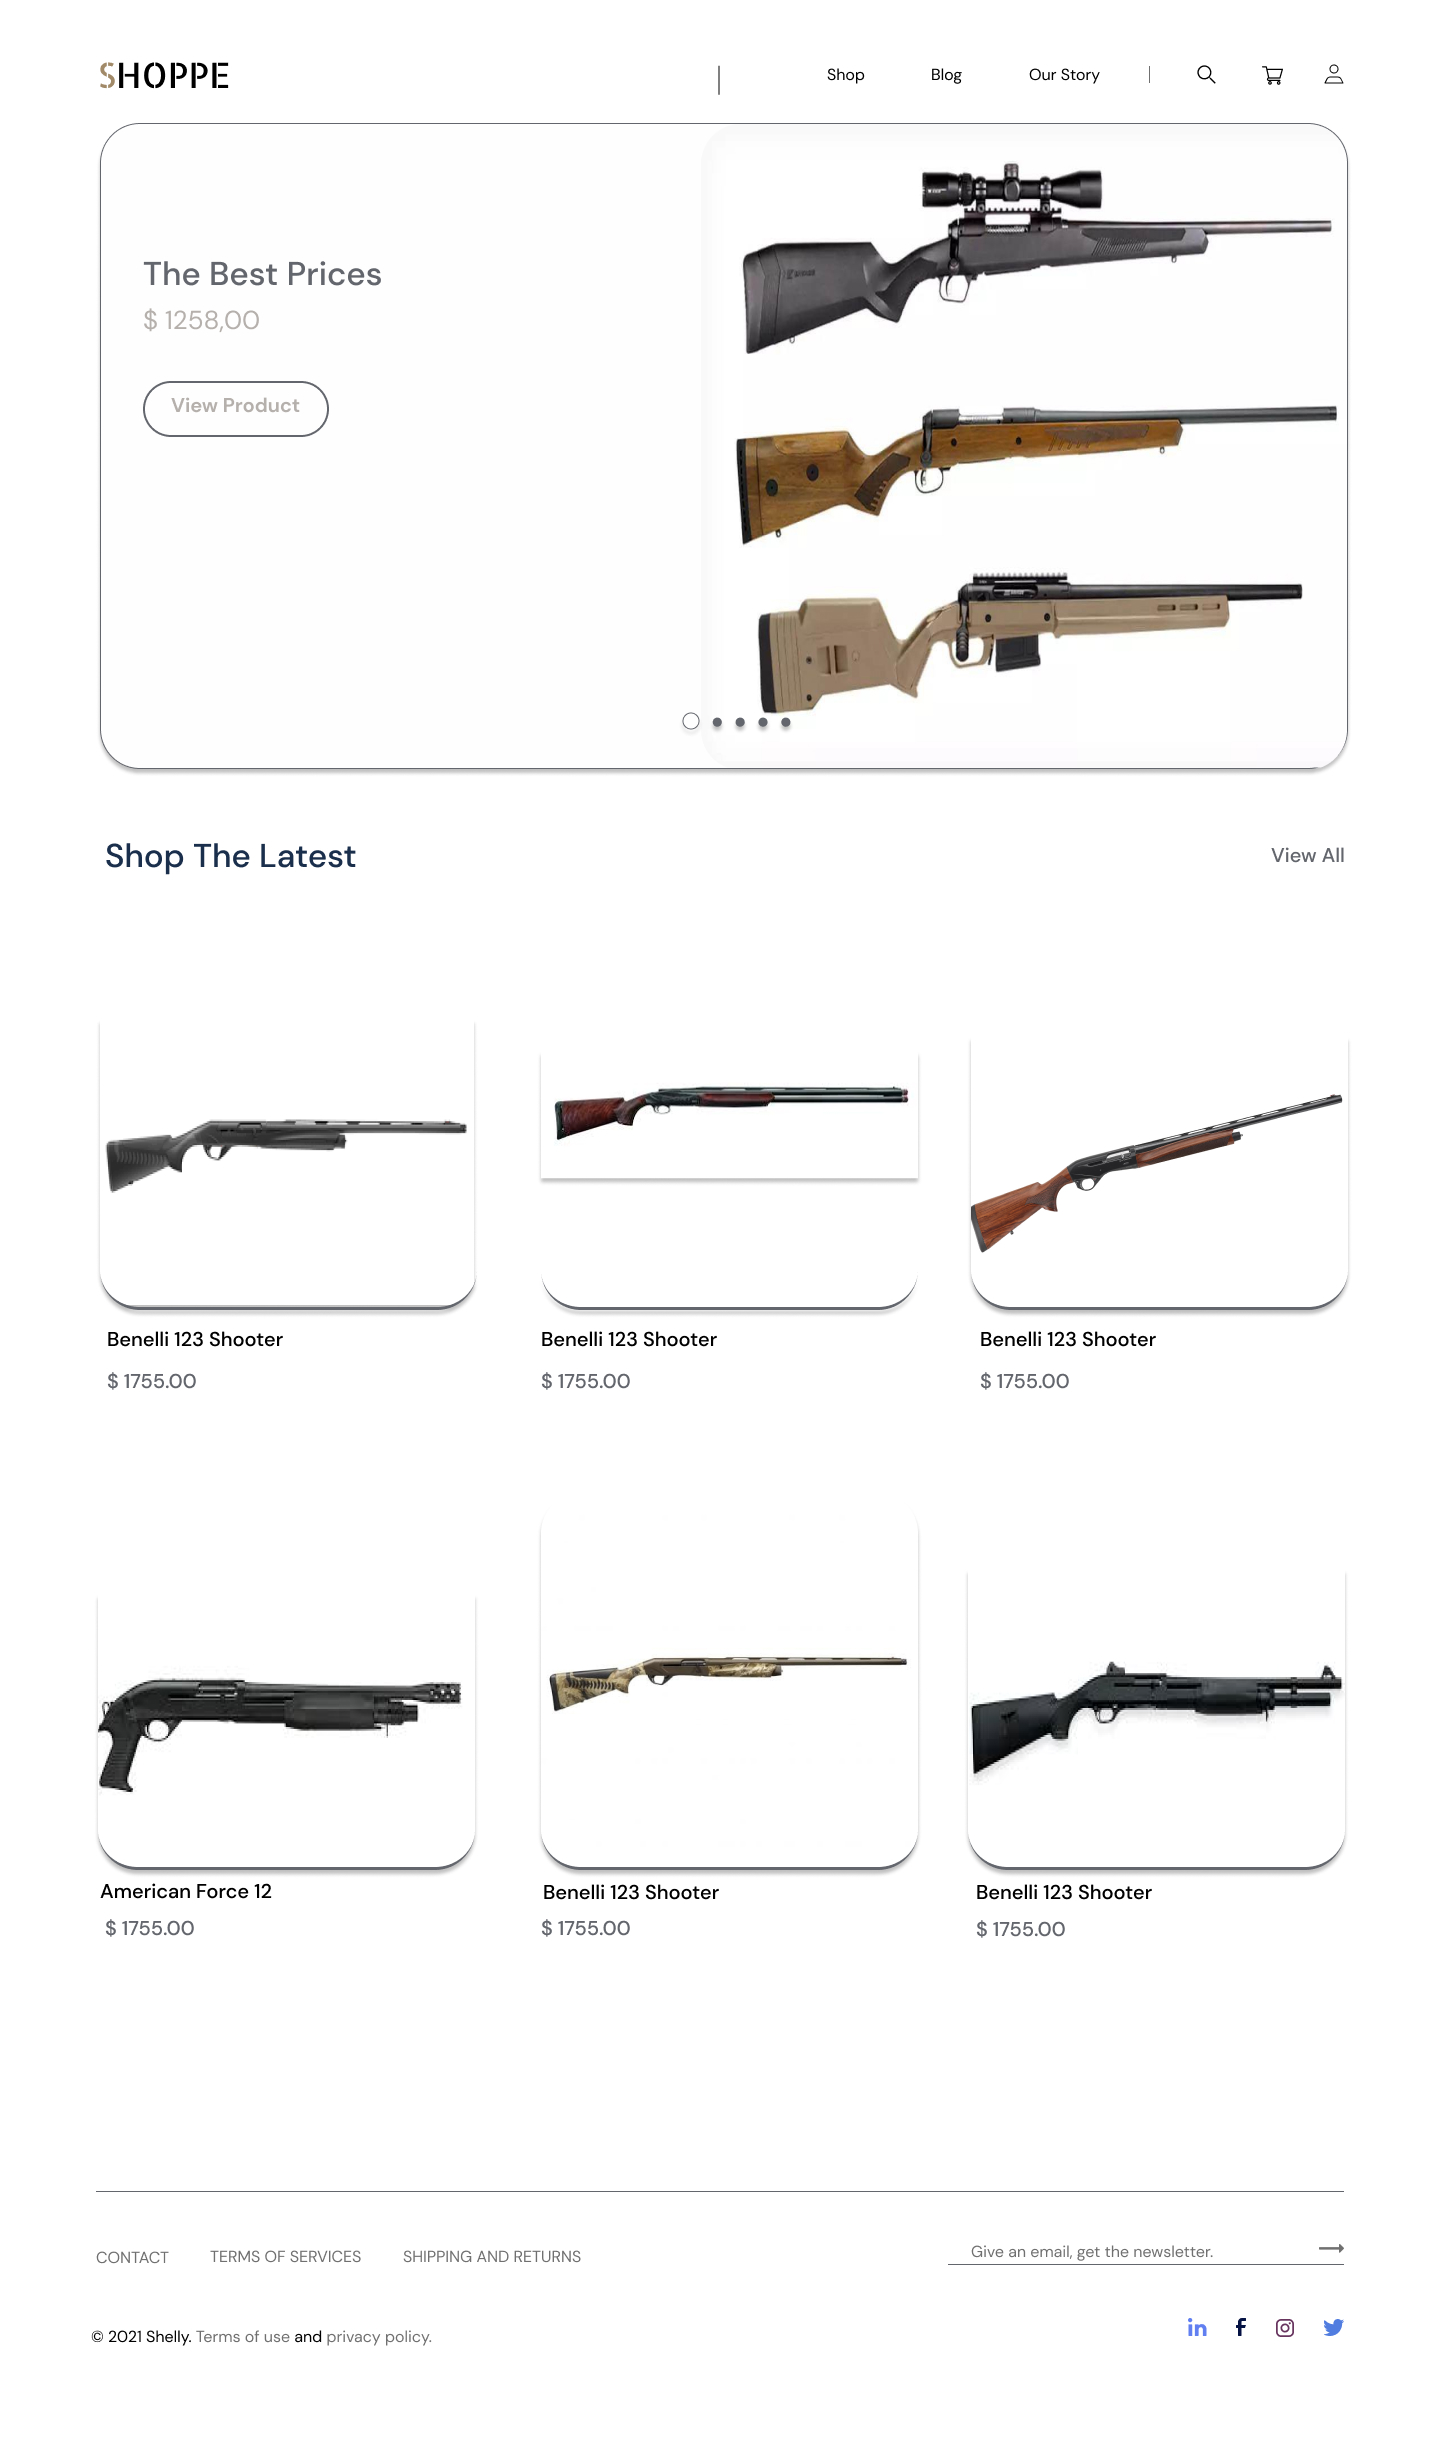 SHOPPE
Shop Blog Our Story
The Best Prices
$ 1258,00
View Product
Shop The Latest
View All
Benelli 123 Shooter Benelli 123 Shooter Benelli 123 Shooter
$ 1755.00 $ 1755.00 $ 1755.00
American Force 12 Benelli 123 Shooter Benelli 123 Shooter
$ 1755.00 $ 1755.00 $ 1755.00
CONTACT TERMS OF SERVICES SHIPPING AND RETURNS
Give an email, get the newsletter.
© 2021 Shelly. Terms of use and privacy policy.